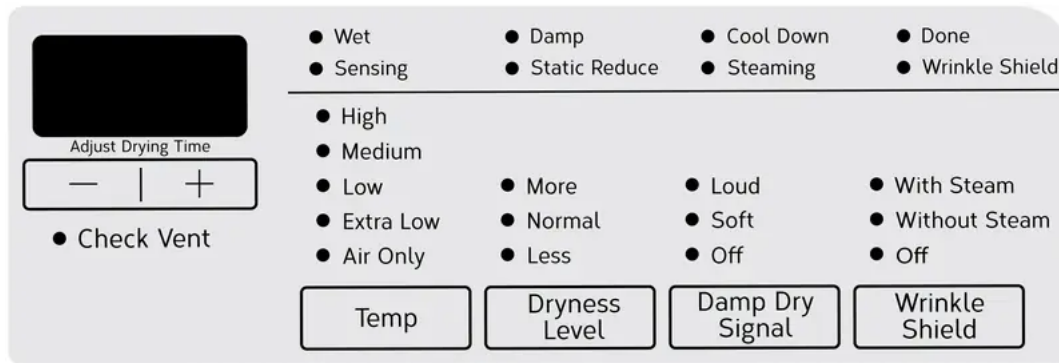 Wet Damp Cool Down Done
Sensing Static Reduce Steaming Wrinkle Shield
Adjust Drying Time
− | +
Check Vent
High
Medium
Low More Loud With Steam
Extra Low Normal Soft Without Steam
Air Only Less Off Off
Temp
Dryness
Level
Damp Dry
Signal
Wrinkle
Shield